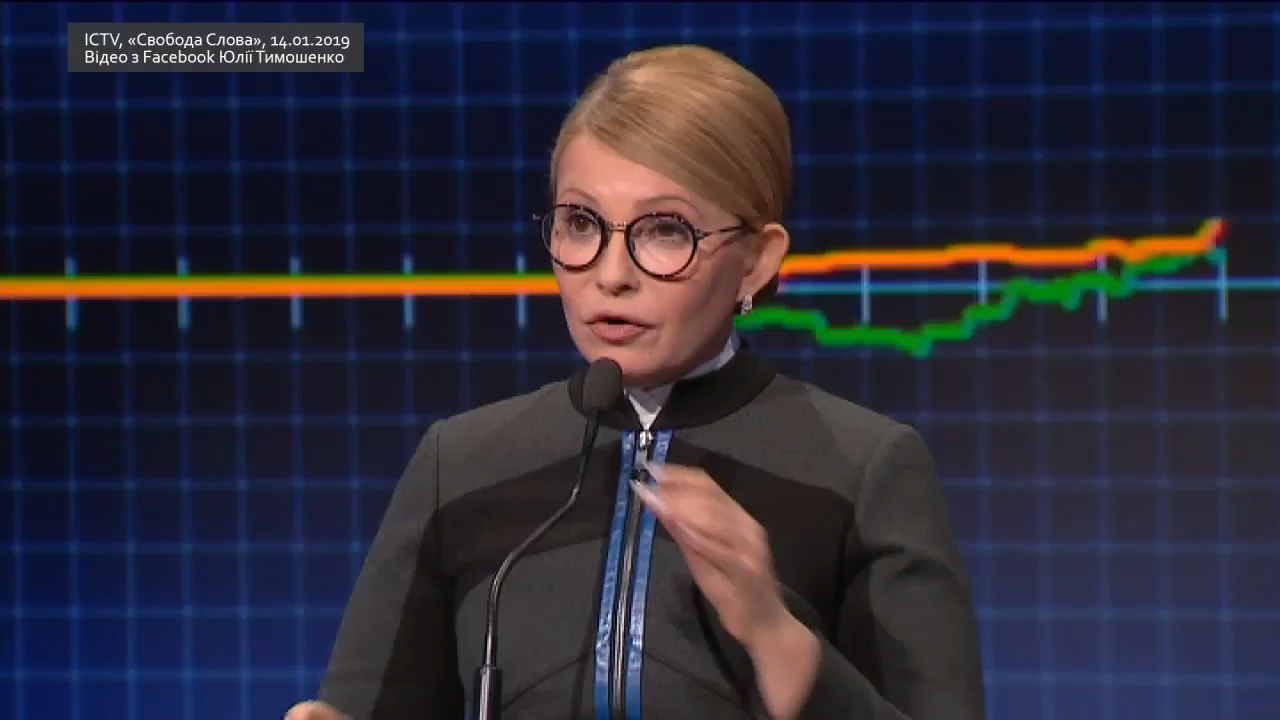 ICTV, «Свобода Слова», 14.01.2019
Відео з Facebook Юлії Тимошенко